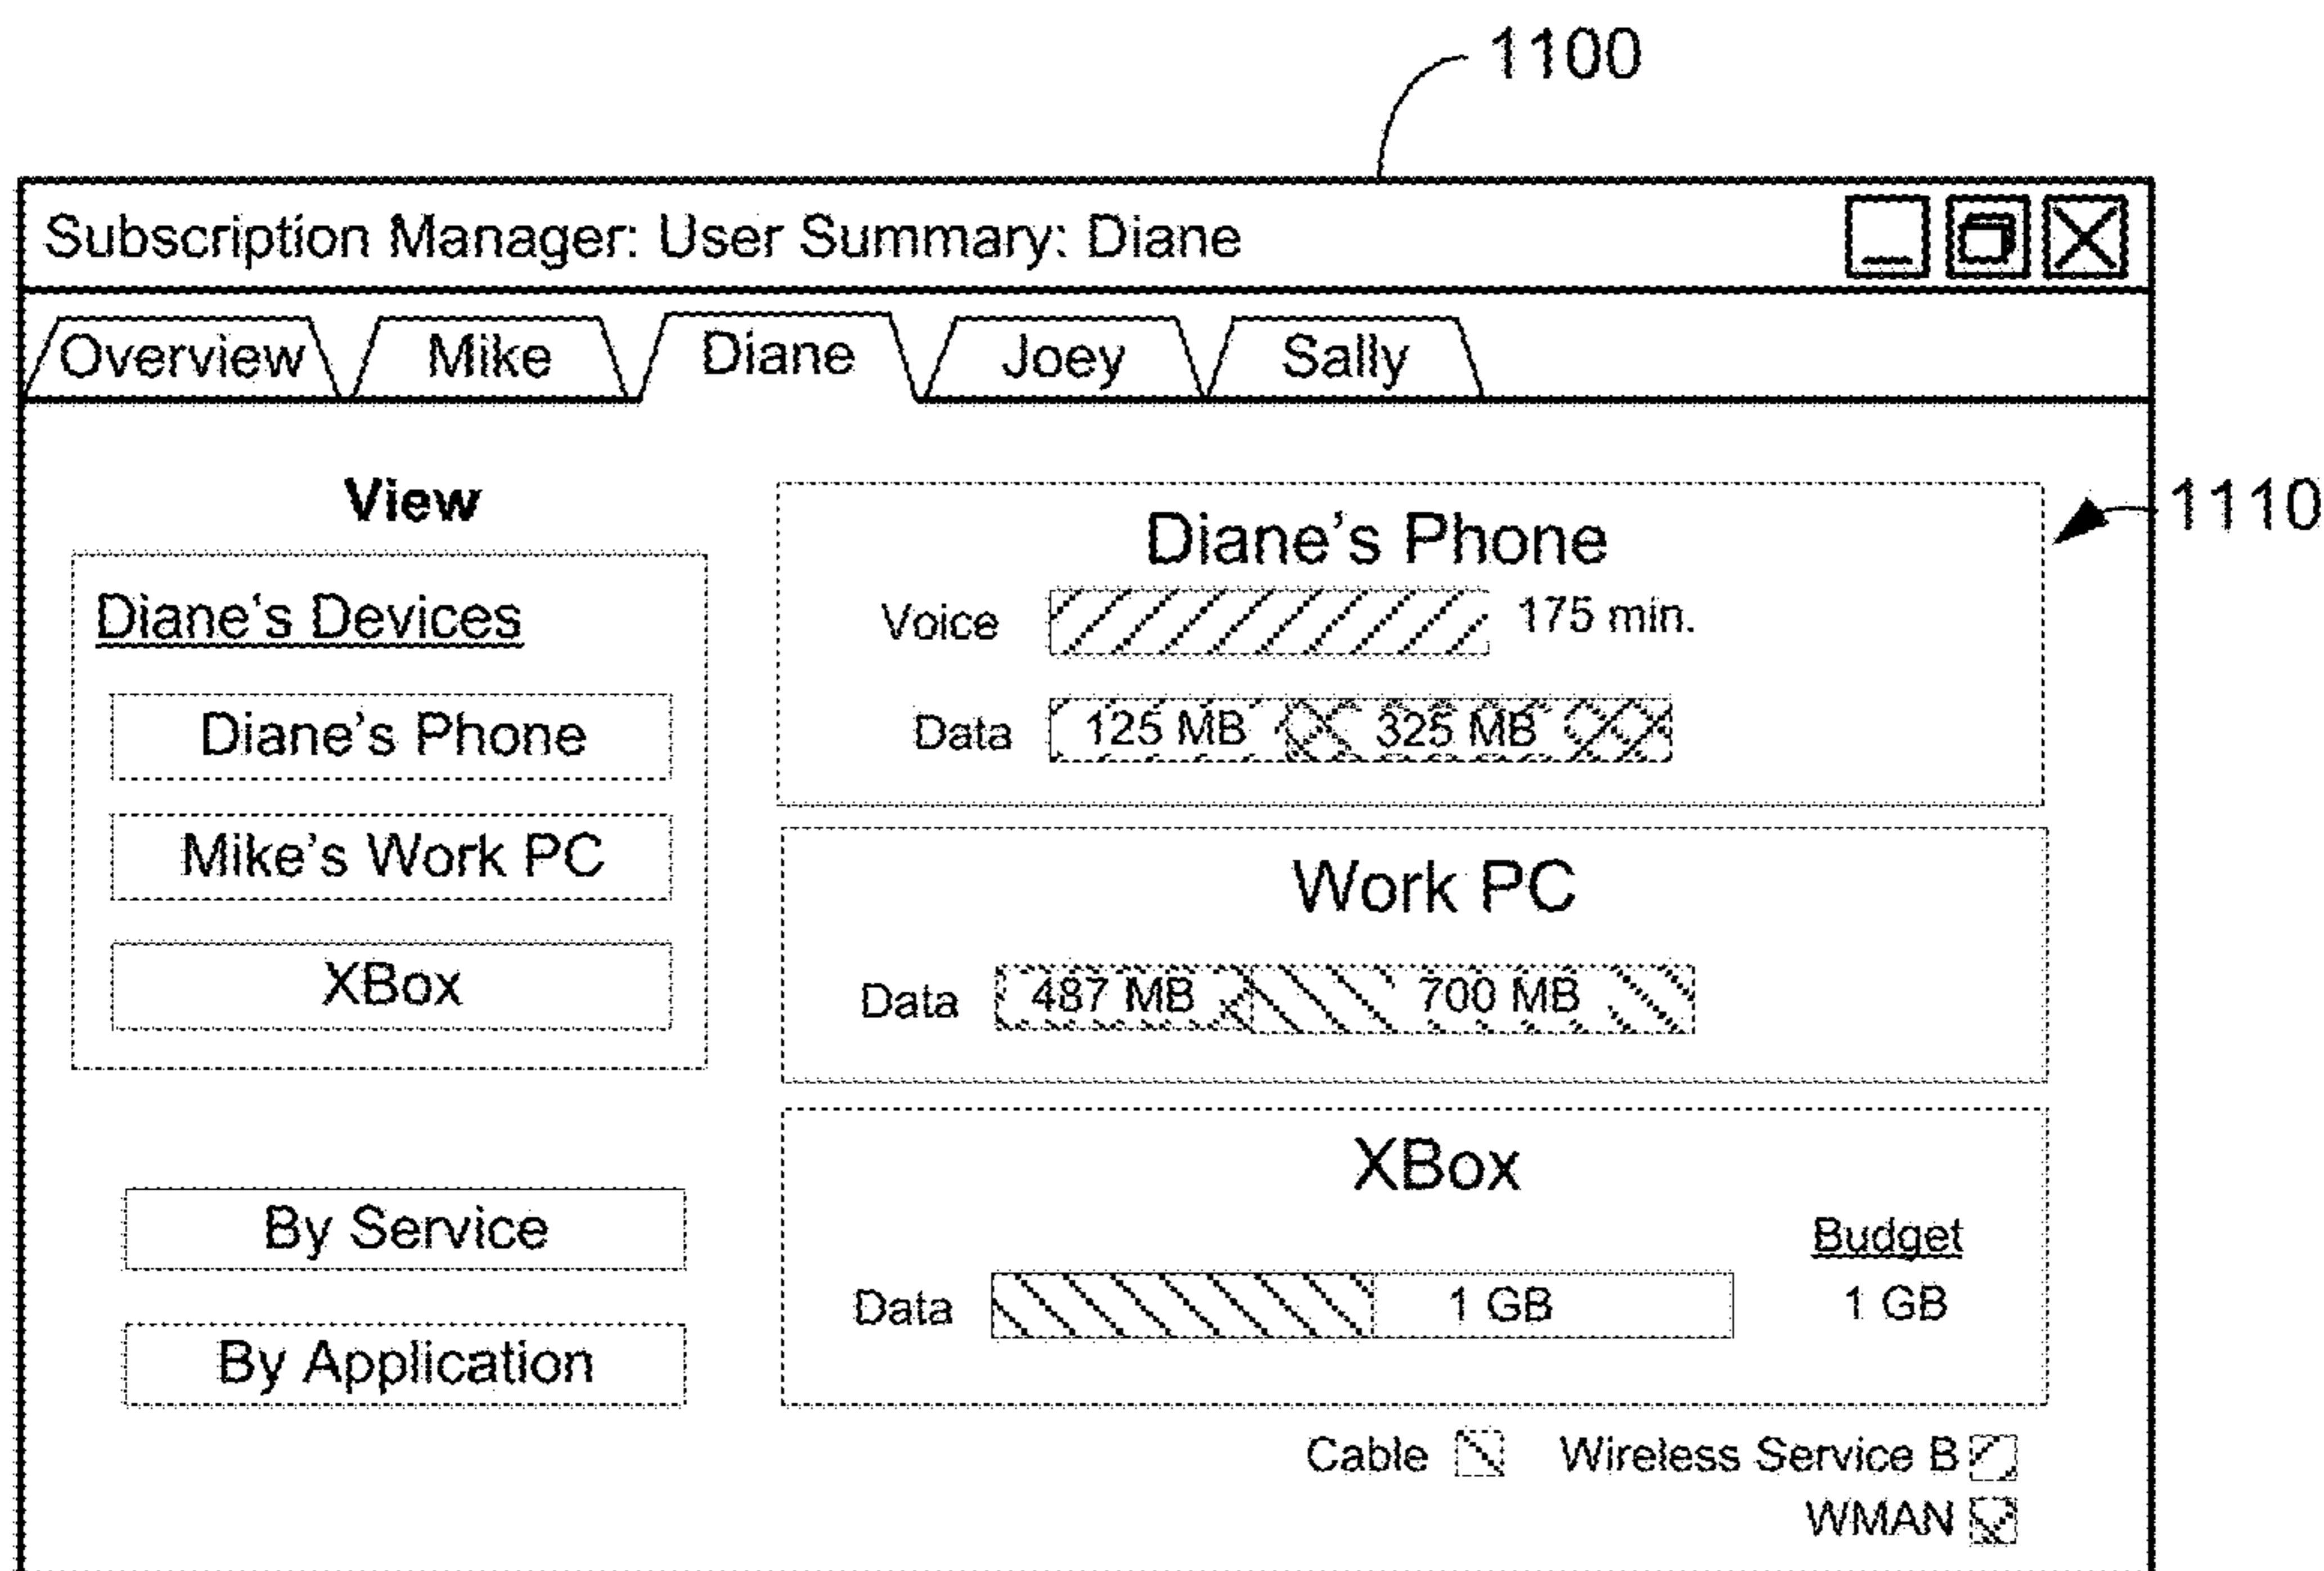 1100
Subscription Manager: User Summary: Diane
Overview Mike Diane Joey Sally
View
Diane's Devices
Diane's Phone
Mike's Work PC
XBox
By Service
By Application
1110
Diane's Phone
Voice 175 min.
Data 125 MB 325 MB
Work PC
Data 487 MB 700 MB
XBox
Budget
Data 1 GB 1 GB
Cable Wireless Service B
WMAN